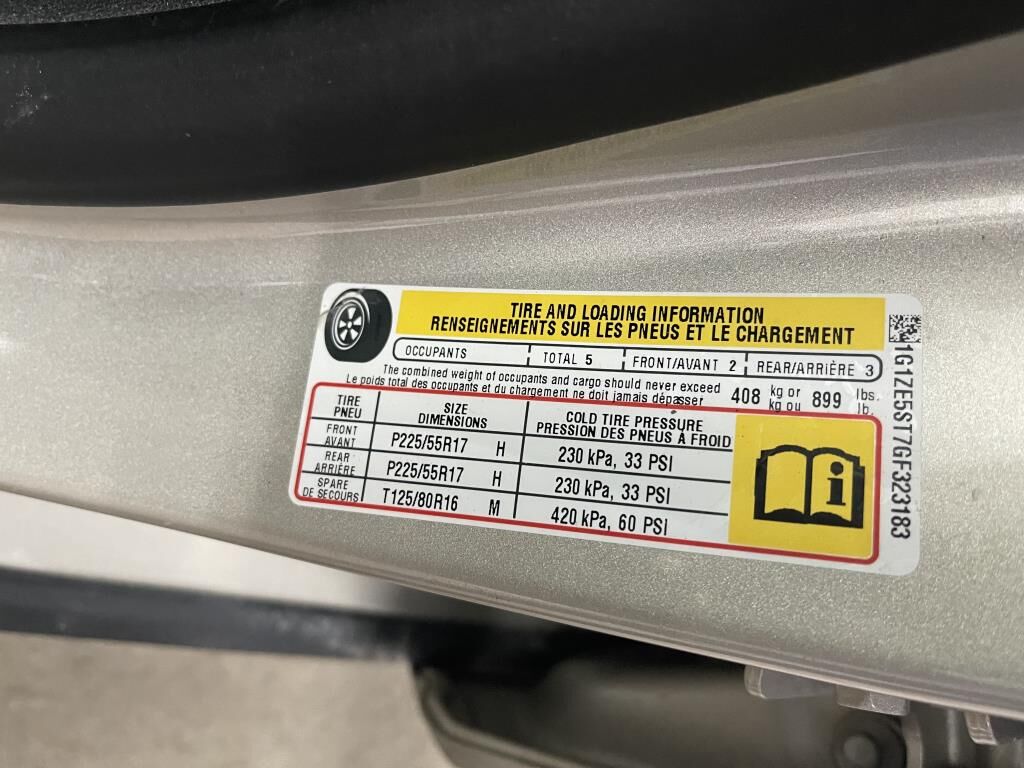 TIRE AND LOADING INFORMATION
RENSEIGNEMENTS SUR LES PNEUS ET LE CHARGEMENT
OCCUPANTS TOTAL 5 FRONT/AVANT 2 REAR/ARRIÈRE 3
The combined weight of occupants and cargo should never exceed 408 kg or 899 lbs.
Le poids total des occupants et du chargement ne doit jamais dépasser kg ou lb.
TIRE SIZE COLD TIRE PRESSURE
PNEU DIMENSIONS PRESSION DES PNEUS À FROID
FRONT
AVANT P225/55R17 H 230 kPa, 33 PSI
REAR
ARRIÈRE P225/55R17 H 230 kPa, 33 PSI
SPARE
DE SECOURS T125/80R16 M 420 kPa, 60 PSI
i
1G1ZE5ST7GF323183